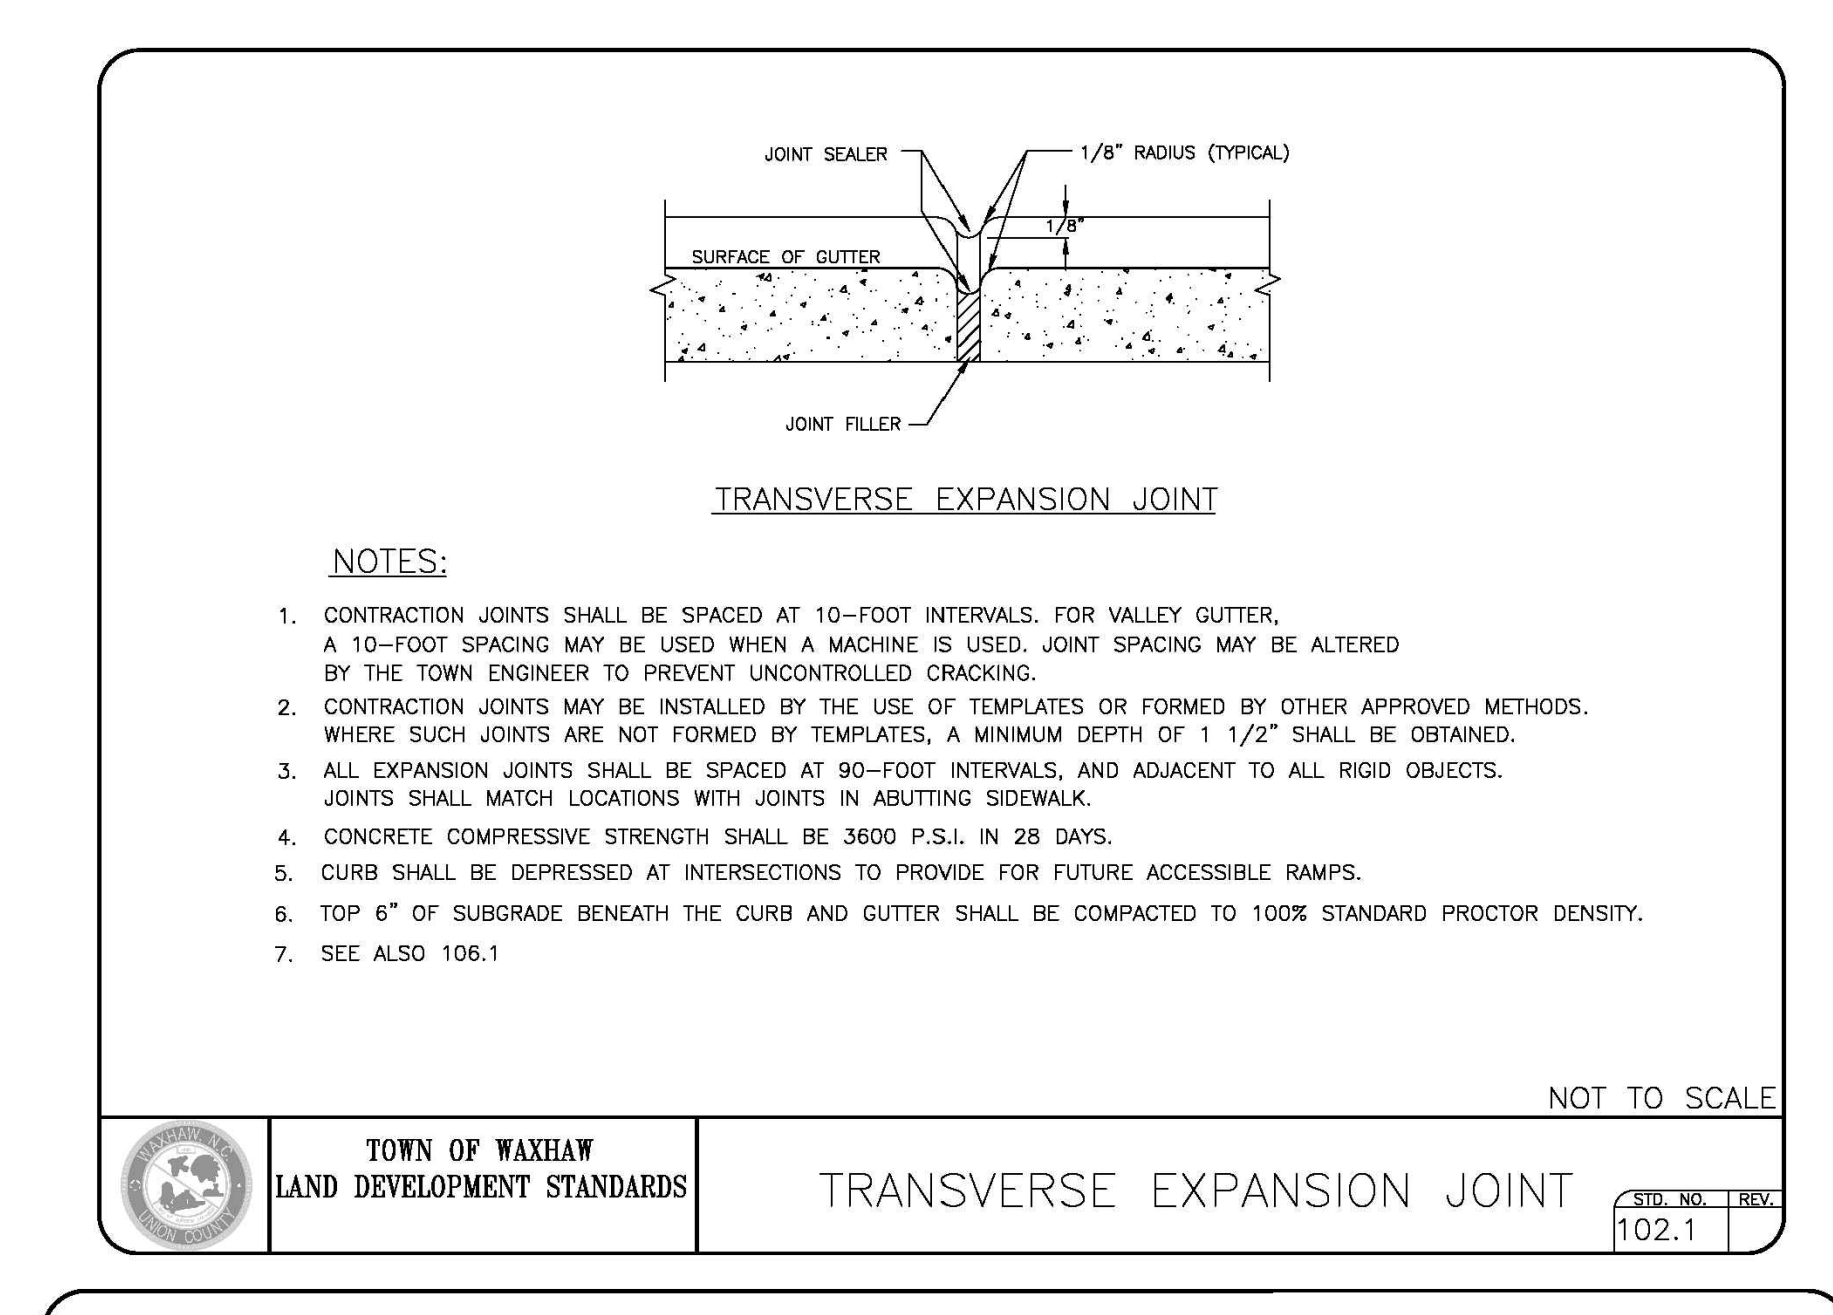 JOINT SEALER
1/8" RADIUS (TYPICAL)
1/8"
SURFACE OF GUTTER
JOINT FILLER
TRANSVERSE EXPANSION JOINT
NOTES:
1. CONTRACTION JOINTS SHALL BE SPACED AT 10-FOOT INTERVALS. FOR VALLEY GUTTER,
A 10-FOOT SPACING MAY BE USED WHEN A MACHINE IS USED. JOINT SPACING MAY BE ALTERED
BY THE TOWN ENGINEER TO PREVENT UNCONTROLLED CRACKING.
2. CONTRACTION JOINTS MAY BE INSTALLED BY THE USE OF TEMPLATES OR FORMED BY OTHER APPROVED METHODS.
WHERE SUCH JOINTS ARE NOT FORMED BY TEMPLATES, A MINIMUM DEPTH OF 1 1/2" SHALL BE OBTAINED.
3. ALL EXPANSION JOINTS SHALL BE SPACED AT 90-FOOT INTERVALS, AND ADJACENT TO ALL RIGID OBJECTS.
JOINTS SHALL MATCH LOCATIONS WITH JOINTS IN ABUTTING SIDEWALK.
4. CONCRETE COMPRESSIVE STRENGTH SHALL BE 3600 P.S.I. IN 28 DAYS.
5. CURB SHALL BE DEPRESSED AT INTERSECTIONS TO PROVIDE FOR FUTURE ACCESSIBLE RAMPS.
6. TOP 6" OF SUBGRADE BENEATH THE CURB AND GUTTER SHALL BE COMPACTED TO 100% STANDARD PROCTOR DENSITY.
7. SEE ALSO 106.1
NOT TO SCALE
WAXHAW, N.C.
UNION COUNTY
TOWN OF WAXHAW
LAND DEVELOPMENT STANDARDS
TRANSVERSE EXPANSION JOINT
STD. NO. REV.
102.1